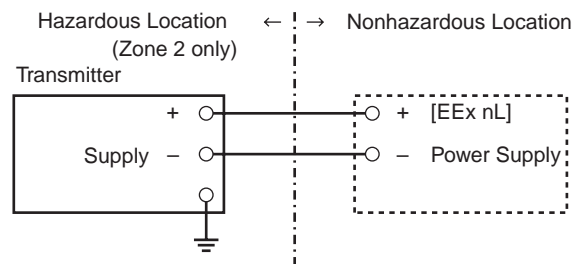 Hazardous Location ← → Nonhazardous Location
(Zone 2 only)
Transmitter
+ + [EEx nL]
Supply – – Power Supply